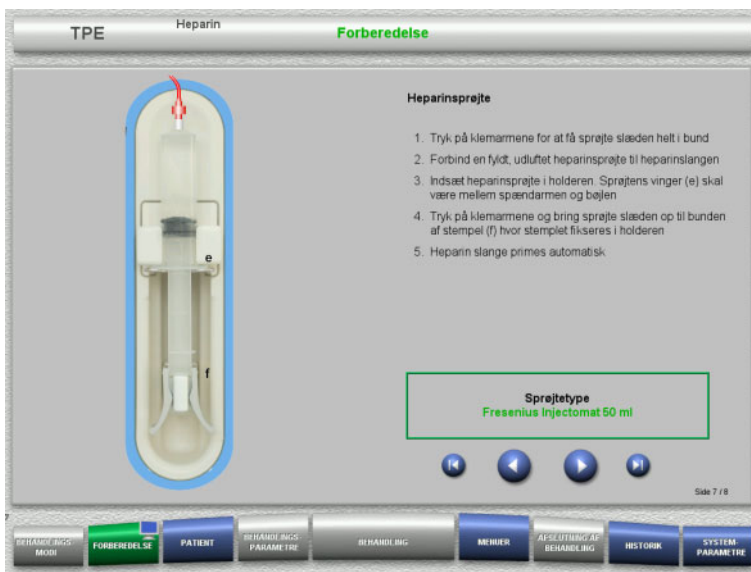 TPE
Heparin
Forberedelse
Heparinsprøjte
1. Tryk på klemarmene for at få sprøjte slæden helt i bund
2. Forbind en fyldt, udluftet heparinsprøjte til heparinslangen
3. Indsæt heparinsprøjte i holderen. Sprøjtens vinger (e) skal
være mellem spændarmen og bøjlen
4. Tryk på klemarmene og bring sprøjte slæden op til bunden
af stempel (f) hvor stemplet fikseres i holderen
5. Heparin slange primes automatisk
e
f
Sprøjtetype
Fresenius Injectomat 50 ml
Side 7 / 8
7
BEHANDLINGS-
MODI
FORBEREDELSE
PATIENT
BEHANDLINGS
PARAMETRE
BEHANDLING
MENUER
AFSLUTNING AF
BEHANDLING
HISTORIK
SYSTEM-
PARAMETRE